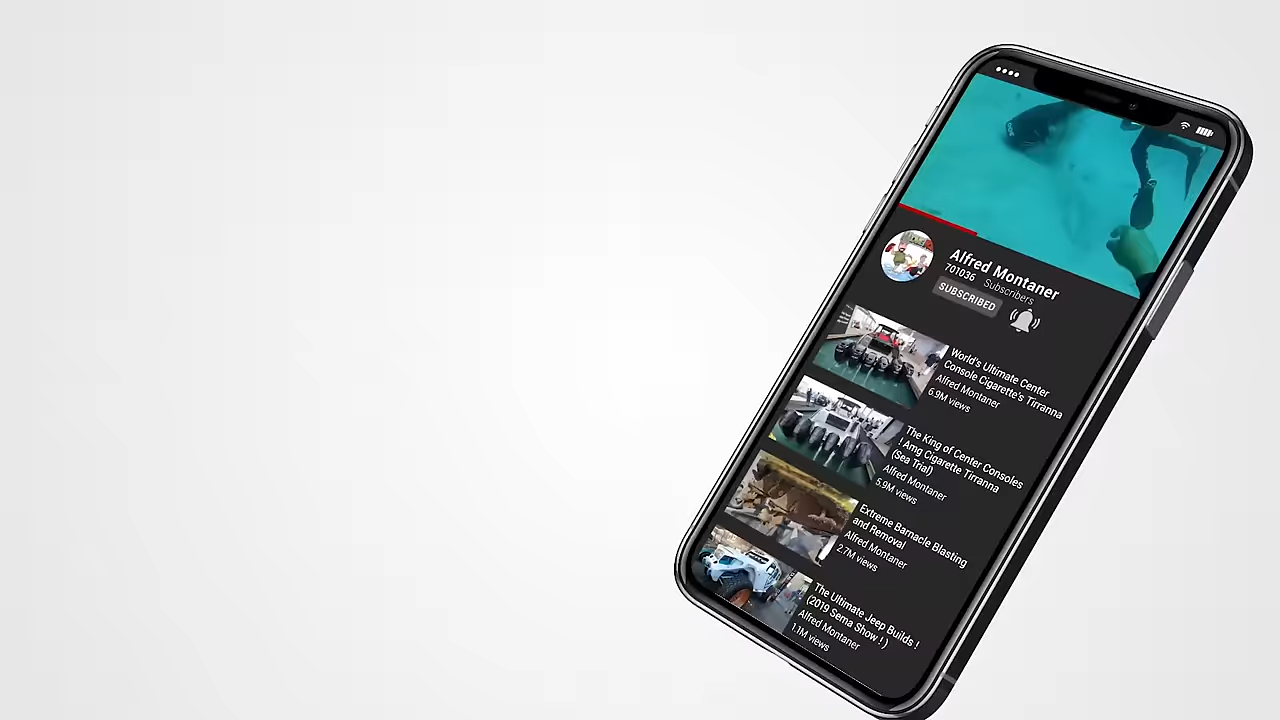 Alfred Montaner
701036 Subscribers
SUBSCRIBED
World's Ultimate Center
Console Cigarette's Tirranna
Alfred Montaner
6.9M views
The King of Center Consoles
! Amg Cigarette Tirranna
(Sea Trial)
Alfred Montaner
5.9M views
Extreme Barnacle Blasting
and Removal
Alfred Montaner
2.7M views
The Ultimate Jeep Builds !
(2019 Sema Show ! )
Alfred Montaner
1.1M views